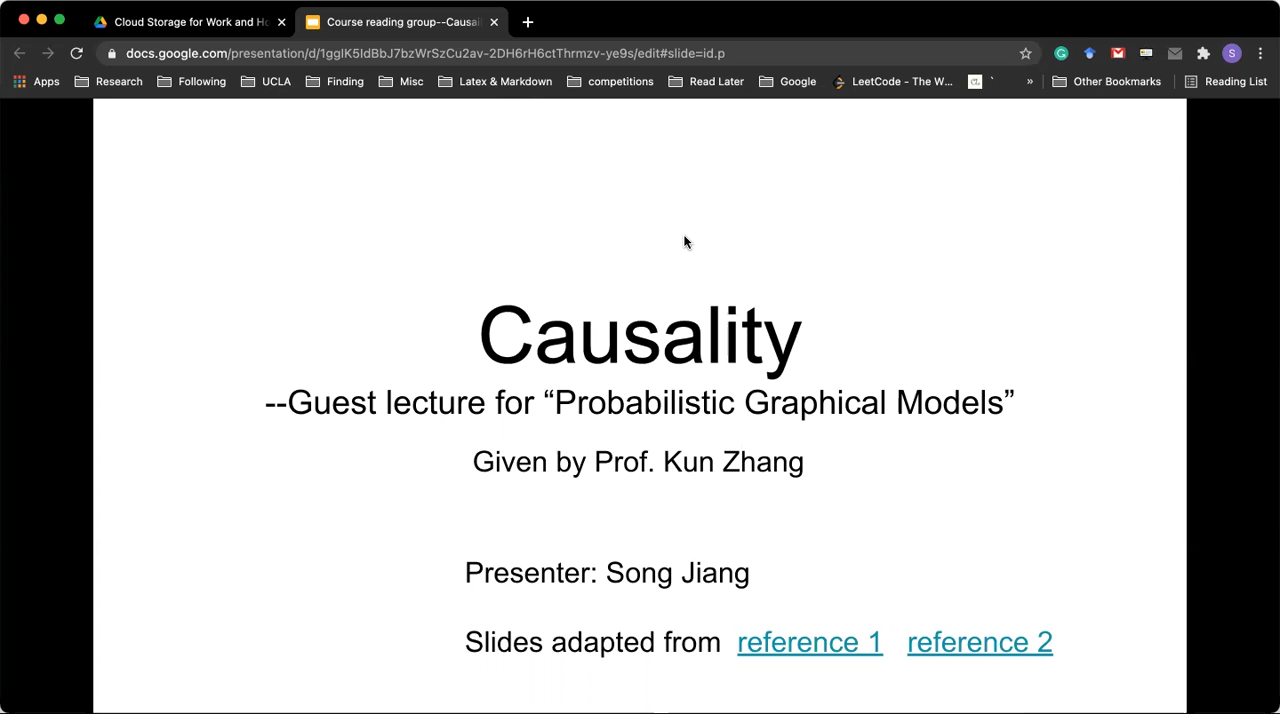 Cloud Storage for Work and Ho
Course reading group--Causali
docs.google.com/presentation/d/1ggIK5IdBbJ7bzWrSzCu2av-2DH6rH6ctThrmzv-ye9s/edit#slide=id.p
S
Apps Research Following UCLA Finding Misc Latex & Markdown competitions Read Later Google LeetCode - The W... ` » Other Bookmarks Reading List
Causality
--Guest lecture for “Probabilistic Graphical Models”
Given by Prof. Kun Zhang
Presenter: Song Jiang
Slides adapted from reference 1 reference 2